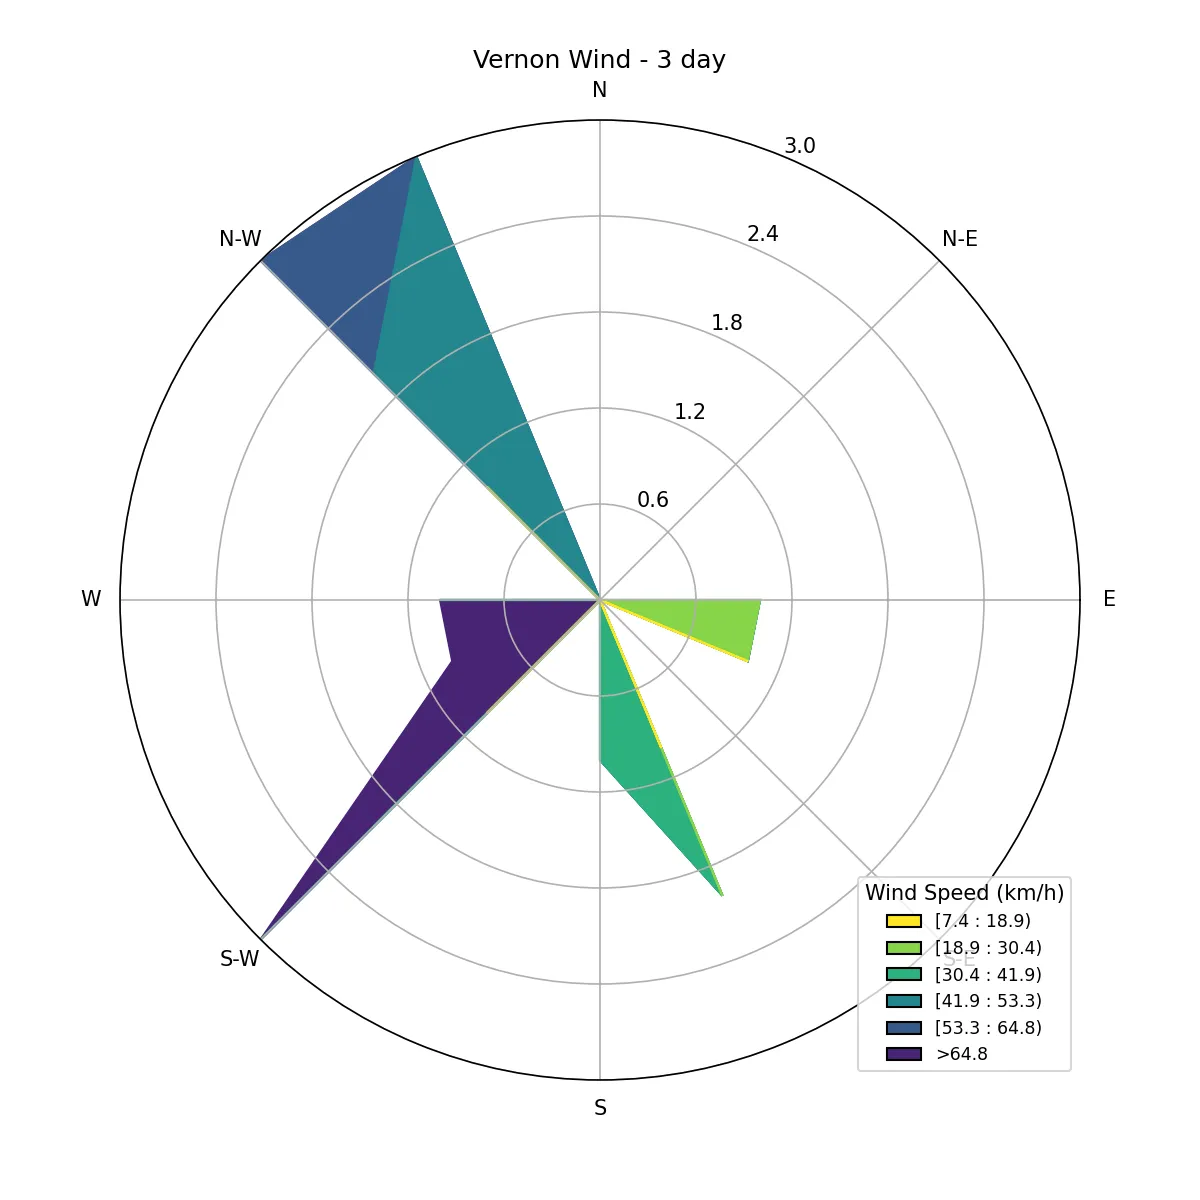 Vernon Wind - 3 day
N
3.0
N-W
N-E
2.4
1.8
1.2
0.6
W
E
S-W
S-E
S
Wind Speed (km/h)
[7.4 : 18.9)
[18.9 : 30.4)
[30.4 : 41.9)
[41.9 : 53.3)
[53.3 : 64.8)
>64.8